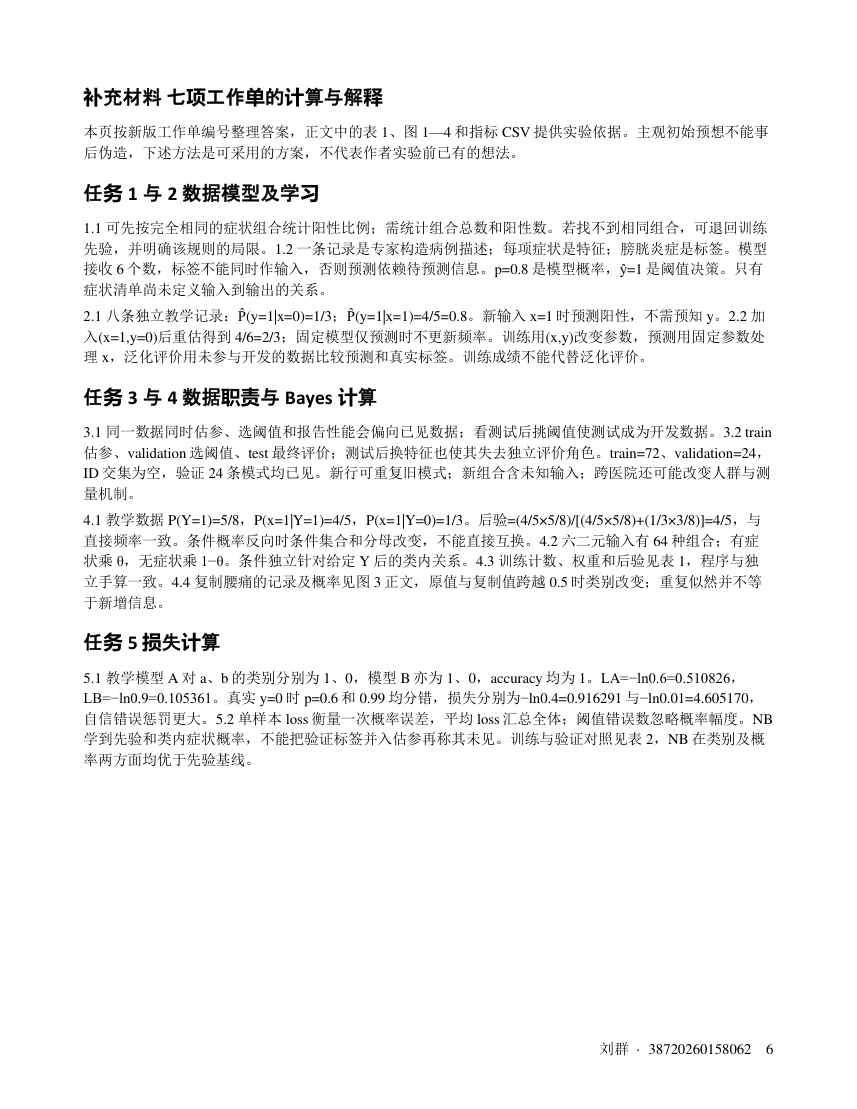 补充材料 七项工作单的计算与解释
本页按新版工作单编号整理答案，正文中的表 1、图 1—4 和指标 CSV 提供实验依据。主观初始预想不能事
后伪造，下述方法是可采用的方案，不代表作者实验前已有的想法。
任务 1 与 2 数据模型及学习
1.1 可先按完全相同的症状组合统计阳性比例；需统计组合总数和阳性数。若找不到相同组合，可退回训练
先验，并明确该规则的局限。1.2 一条记录是专家构造病例描述；每项症状是特征；膀胱炎症是标签。模型
接收 6 个数，标签不能同时作输入，否则预测依赖待预测信息。p=0.8 是模型概率，ŷ=1 是阈值决策。只有
症状清单尚未定义输入到输出的关系。
2.1 八条独立教学记录：P̂(y=1|x=0)=1/3；P̂(y=1|x=1)=4/5=0.8。新输入 x=1 时预测阳性，不需预知 y。2.2 加
入(x=1,y=0)后重估得到 4/6=2/3；固定模型仅预测时不更新频率。训练用(x,y)改变参数，预测用固定参数处
理 x，泛化评价用未参与开发的数据比较预测和真实标签。训练成绩不能代替泛化评价。
任务 3 与 4 数据职责与 Bayes 计算
3.1 同一数据同时估参、选阈值和报告性能会偏向已见数据；看测试后挑阈值使测试成为开发数据。3.2 train
估参、validation 选阈值、test 最终评价；测试后换特征也使其失去独立评价角色。train=72、validation=24，
ID 交集为空，验证 24 条模式均已见。新行可重复旧模式；新组合含未知输入；跨医院还可能改变人群与测
量机制。
4.1 教学数据 P(Y=1)=5/8，P(x=1|Y=1)=4/5，P(x=1|Y=0)=1/3。后验=(4/5×5/8)/[(4/5×5/8)+(1/3×3/8)]=4/5，与
直接频率一致。条件概率反向时条件集合和分母改变，不能直接互换。4.2 六二元输入有 64 种组合；有症
状乘 θ，无症状乘 1−θ。条件独立针对给定 Y 后的类内关系。4.3 训练计数、权重和后验见表 1，程序与独
立手算一致。4.4 复制腰痛的记录及概率见图 3 正文，原值与复制值跨越 0.5 时类别改变；重复似然并不等
于新增信息。
任务 5 损失计算
5.1 教学模型 A 对 a、b 的类别分别为 1、0，模型 B 亦为 1、0，accuracy 均为 1。LA=−ln0.6=0.510826，
LB=−ln0.9=0.105361。真实 y=0 时 p=0.6 和 0.99 均分错，损失分别为−ln0.4=0.916291 与−ln0.01=4.605170，
自信错误惩罚更大。5.2 单样本 loss 衡量一次概率误差，平均 loss 汇总全体；阈值错误数忽略概率幅度。NB
学到先验和类内症状概率，不能把验证标签并入估参再称其未见。训练与验证对照见表 2，NB 在类别及概
率两方面均优于先验基线。
刘群 · 38720260158062 6